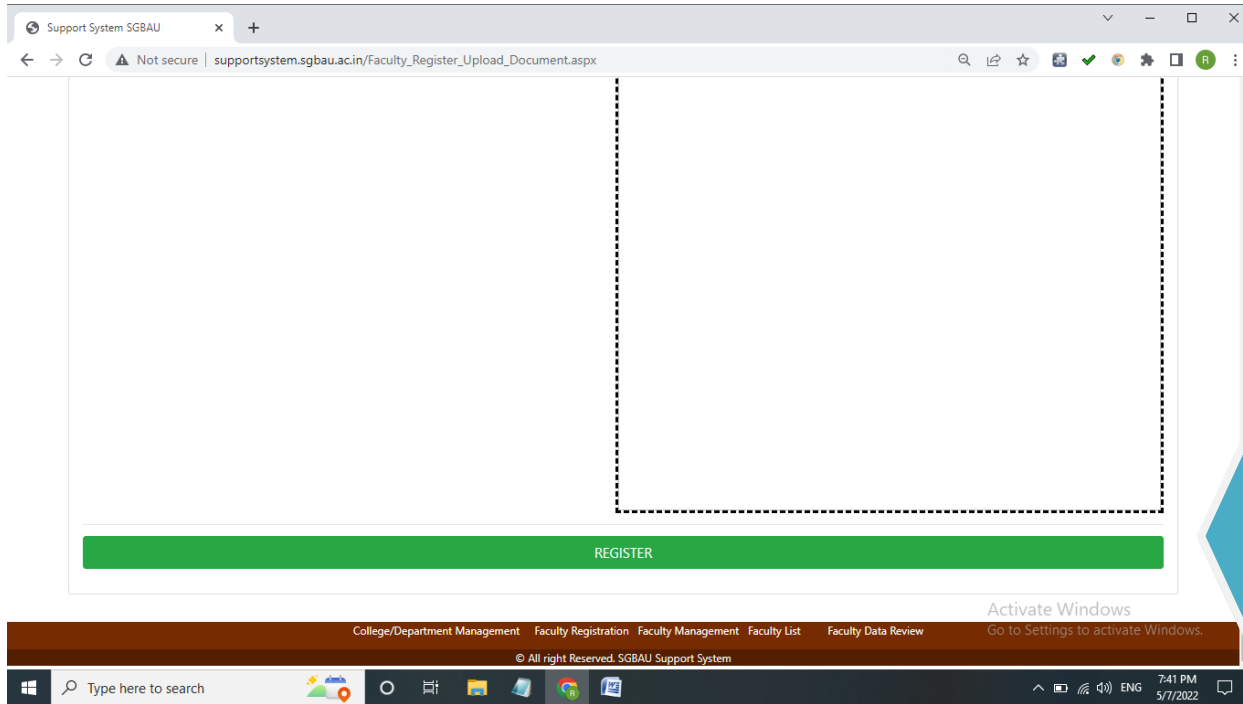 Support System SGBAU
Not secure | supportsystem.sgbau.ac.in/Faculty_Register_Upload_Document.aspx
R
REGISTER
Activate Windows
Go to Settings to activate Windows.
College/Department Management Faculty Registration Faculty Management Faculty List Faculty Data Review
© All right Reserved. SGBAU Support System
Type here to search
ENG
7:41 PM
5/7/2022